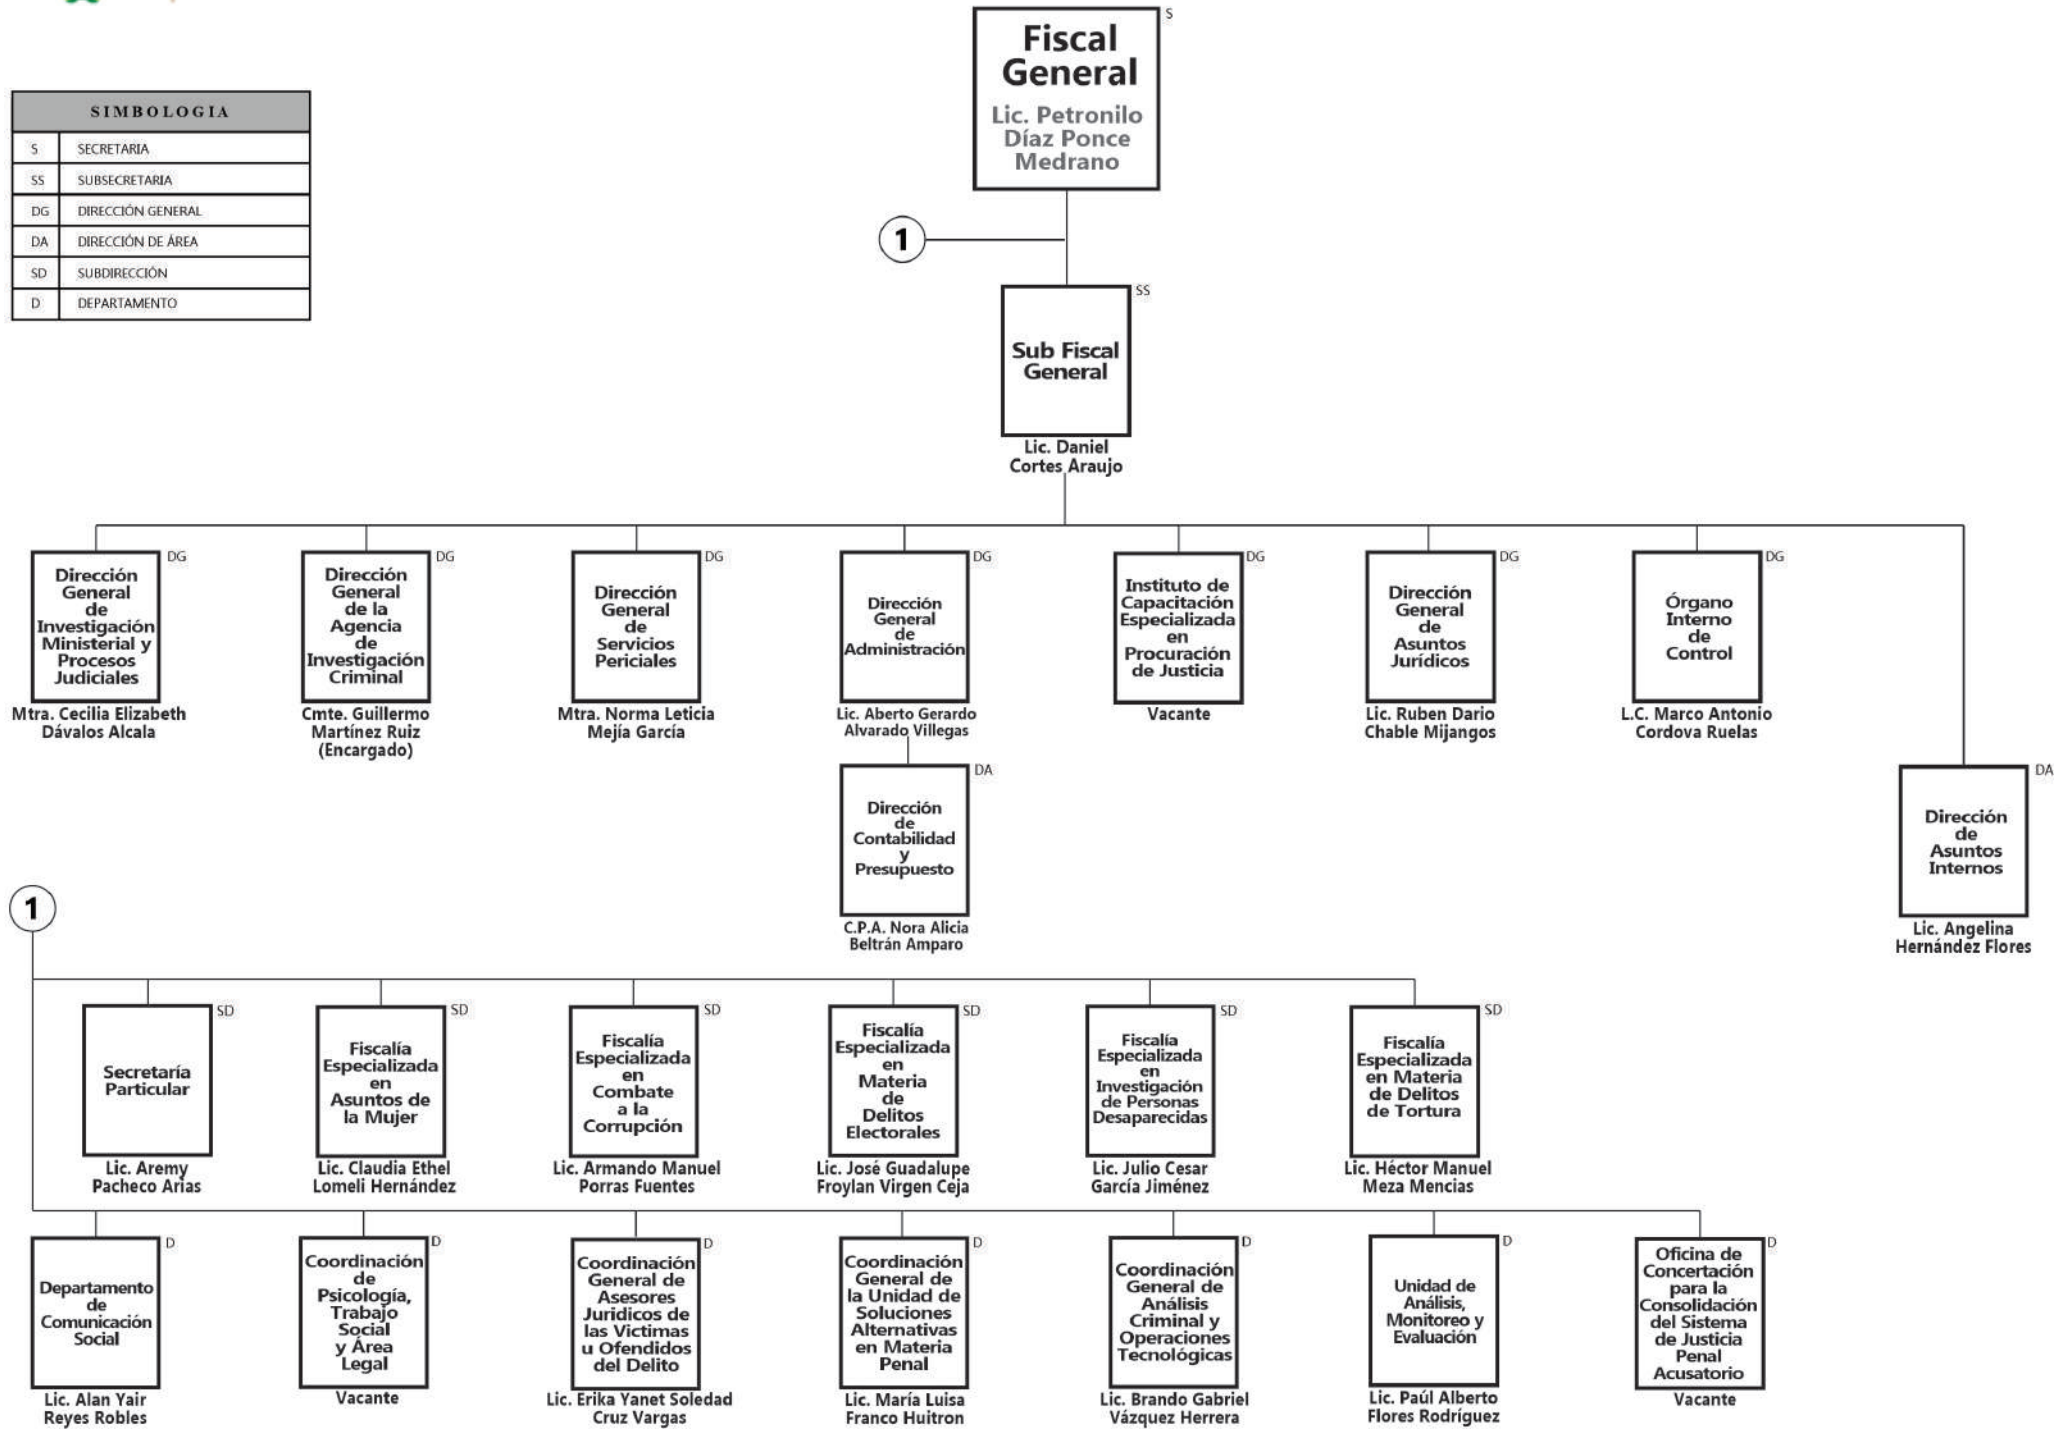 Fiscal
General
Lic. Petronilo
Díaz Ponce
Medrano
S
SIMBOLOGIA
S SECRETARIA
SS SUBSECRETARIA
DG DIRECCIÓN GENERAL
DA DIRECCIÓN DE ÁREA
SD SUBDIRECCIÓN
D DEPARTAMENTO
1
SS
Sub Fiscal
General
Lic. Daniel
Cortes Araujo
DG
Dirección
General
de
Investigación
Ministerial y
Procesos
Judiciales
Mtra. Cecilia Elizabeth
Dávalos Alcala
DG
Dirección
General
de la
Agencia
de
Investigación
Criminal
Cmte. Guillermo
Martínez Ruiz
(Encargado)
DG
Dirección
General
de
Servicios
Periciales
Mtra. Norma Leticia
Mejía García
DG
Dirección
General
de
Administración
Lic. Aberto Gerardo
Alvarado Villegas
DG
Instituto de
Capacitación
Especializada
en
Procuración
de Justicia
Vacante
DG
Dirección
General
de
Asuntos
Jurídicos
Lic. Ruben Dario
Chable Mijangos
DG
Órgano
Interno
de
Control
L.C. Marco Antonio
Cordova Ruelas
DA
Dirección
de
Contabilidad
y
Presupuesto
C.P.A. Nora Alicia
Beltrán Amparo
DA
Dirección
de
Asuntos
Internos
Lic. Angelina
Hernández Flores
1
SD
Secretaría
Particular
Lic. Aremy
Pacheco Arias
SD
Fiscalía
Especializada
en
Asuntos de
la Mujer
Lic. Claudia Ethel
Lomeli Hernández
SD
Fiscalía
Especializada
en
Combate
a la
Corrupción
Lic. Armando Manuel
Porras Fuentes
SD
Fiscalía
Especializada
en
Materia
de
Delitos
Electorales
Lic. José Guadalupe
Froylan Virgen Ceja
SD
Fiscalía
Especializada
en
Investigación
de Personas
Desaparecidas
Lic. Julio Cesar
García Jiménez
SD
Fiscalía
Especializada
en Materia
de Delitos
de Tortura
Lic. Héctor Manuel
Meza Mencias
D
Departamento
de
Comunicación
Social
Lic. Alan Yair
Reyes Robles
D
Coordinación
de
Psicología,
Trabajo
Social
y Área
Legal
Vacante
D
Coordinación
General de
Asesores
Juridicos de
las Victimas
u Ofendidos
del Delito
Lic. Erika Yanet Soledad
Cruz Vargas
D
Coordinación
General de
la Unidad de
Soluciones
Alternativas
en Materia
Penal
Lic. María Luisa
Franco Huitron
D
Coordinación
General de
Análisis
Criminal y
Operaciones
Tecnológicas
Lic. Brando Gabriel
Vázquez Herrera
D
Unidad de
Análisis,
Monitoreo y
Evaluación
Lic. Paúl Alberto
Flores Rodríguez
D
Oficina de
Concertación
para la
Consolidación
del Sistema
de Justicia
Penal
Acusatorio
Vacante